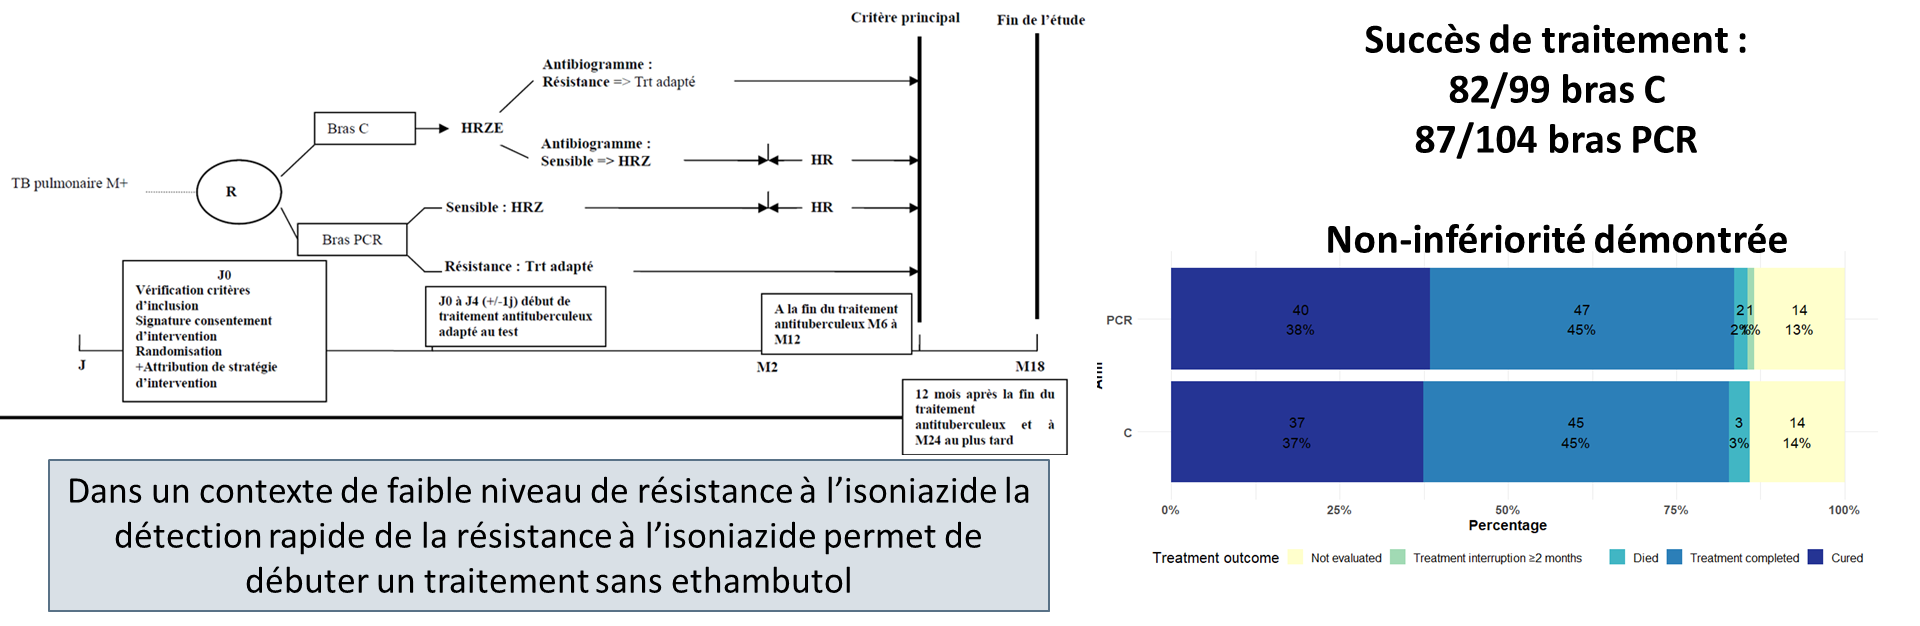 Critère principal
Fin de l'étude
Antibiogramme :
Résistance => Trt adapté
Bras C
HRZE
Antibiogramme :
Sensible => HRZ
HR
TB pulmonaire M+
R
Sensible : HRZ
HR
Bras PCR
Résistance : Trt adapté
J0
Vérification critères
d'inclusion
Signature consentement
d'intervention
Randomisation
+Attribution de stratégie
d'intervention
J0 à J4 (+/-1j) début de
traitement antituberculeux
adapté au test
A la fin du traitement
antituberculeux M6 à
M12
J
M2
M18
12 mois après la fin du
traitement
antituberculeux et à
M24 au plus tard
Dans un contexte de faible niveau de résistance à l'isoniazide la
détection rapide de la résistance à l'isoniazide permet de
débuter un traitement sans ethambutol
Succès de traitement :
82/99 bras C
87/104 bras PCR
Non-infériorité démontrée
PCR
40
38%
47
45%
2
2%
1
1%
14
13%
C
37
37%
45
45%
3
3%
14
14%
0%
25%
50%
75%
100%
Percentage
Treatment outcome
Not evaluated
Treatment interruption ≥2 months
Died
Treatment completed
Cured